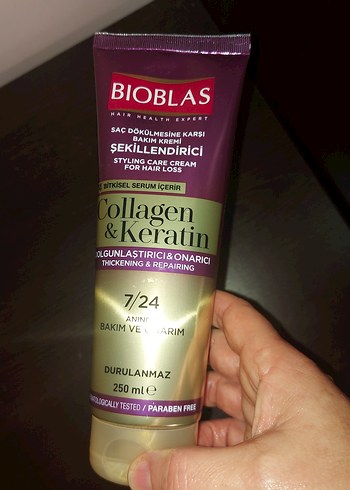 BIOBLAS
HAIR HEALTH EXPERT
SAÇ DÖKÜLMESİNE KARŞI
BAKIM KREMİ
ŞEKİLLENDİRİCİ
STYLING CARE CREAM
FOR HAIR LOSS
BİTKİSEL SERUM İÇERİR
Collagen
& Keratin
DOLGUNLAŞTIRICI & ONARICI
THICKENING & REPAIRING
7/24
BAKIM VE ONARIM
DURULANMAZ
250 ml e
TESTED / PARABEN FREE